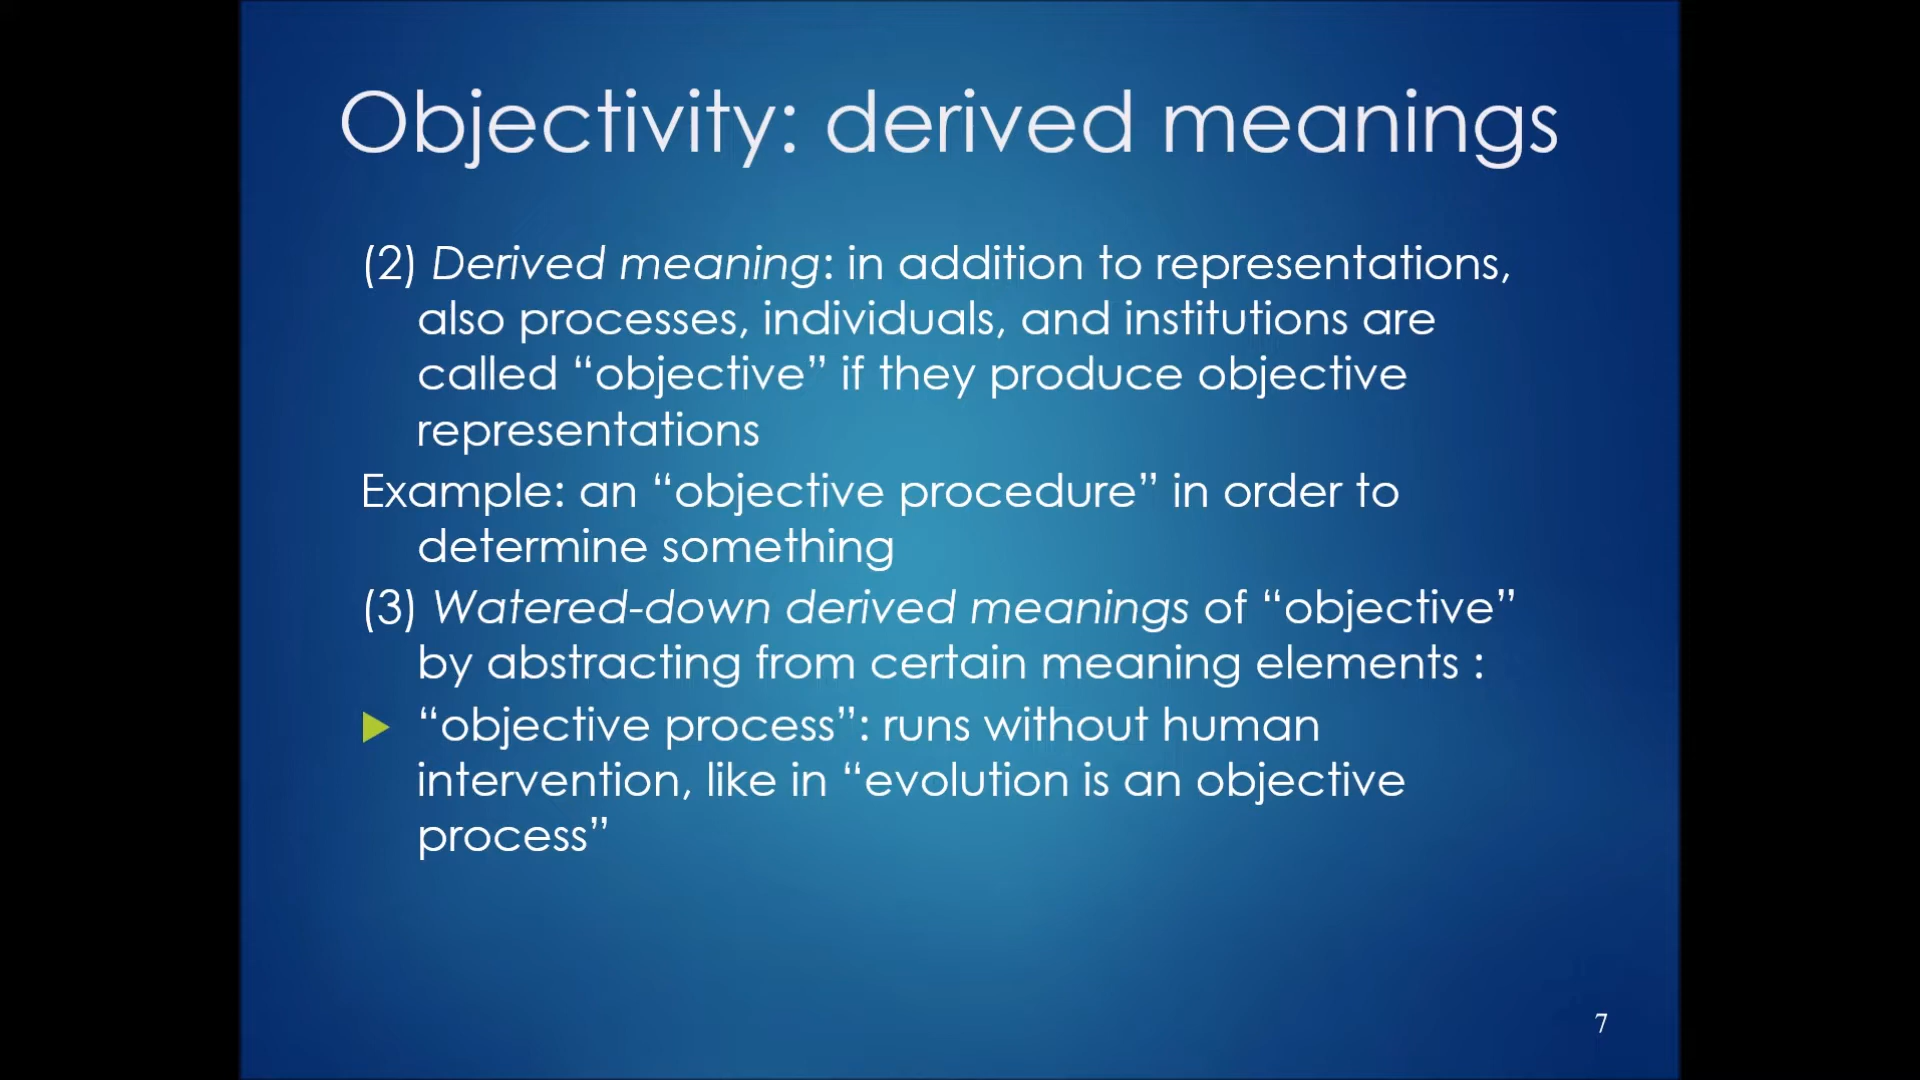 Objectivity: derived meanings
(2) Derived meaning: in addition to representations,
also processes, individuals, and institutions are
called “objective” if they produce objective
representations
Example: an “objective procedure” in order to
determine something
(3) Watered-down derived meanings of “objective”
by abstracting from certain meaning elements :
“objective process”: runs without human
intervention, like in “evolution is an objective
process”
7